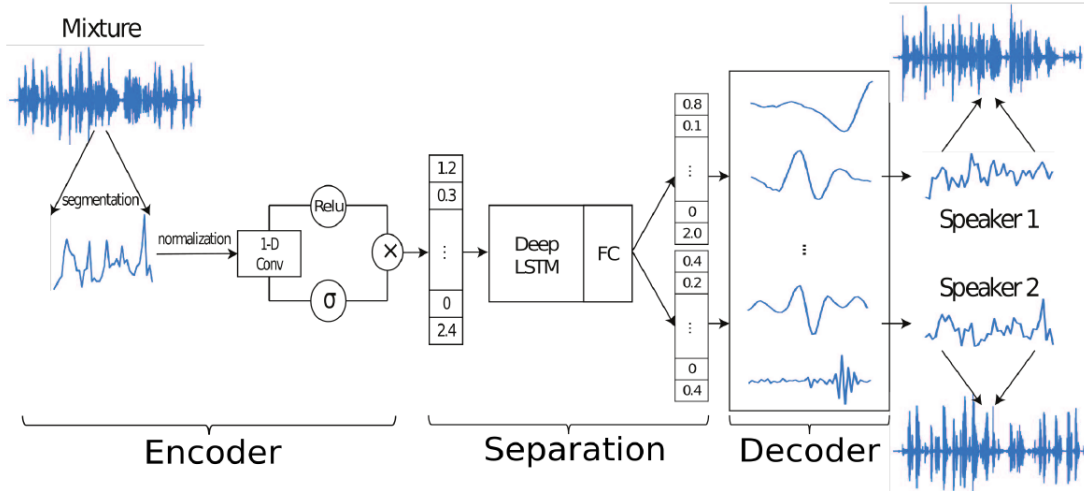 Mixture
segmentation
normalization
1-D
Conv
Relu
σ
×
1.2
0.3
⋮
0
2.4
Deep
LSTM
FC
0.8
0.1
⋮
0
2.0
0.4
0.2
⋮
0
0.4
...
Speaker 1
Speaker 2
Encoder
Separation
Decoder